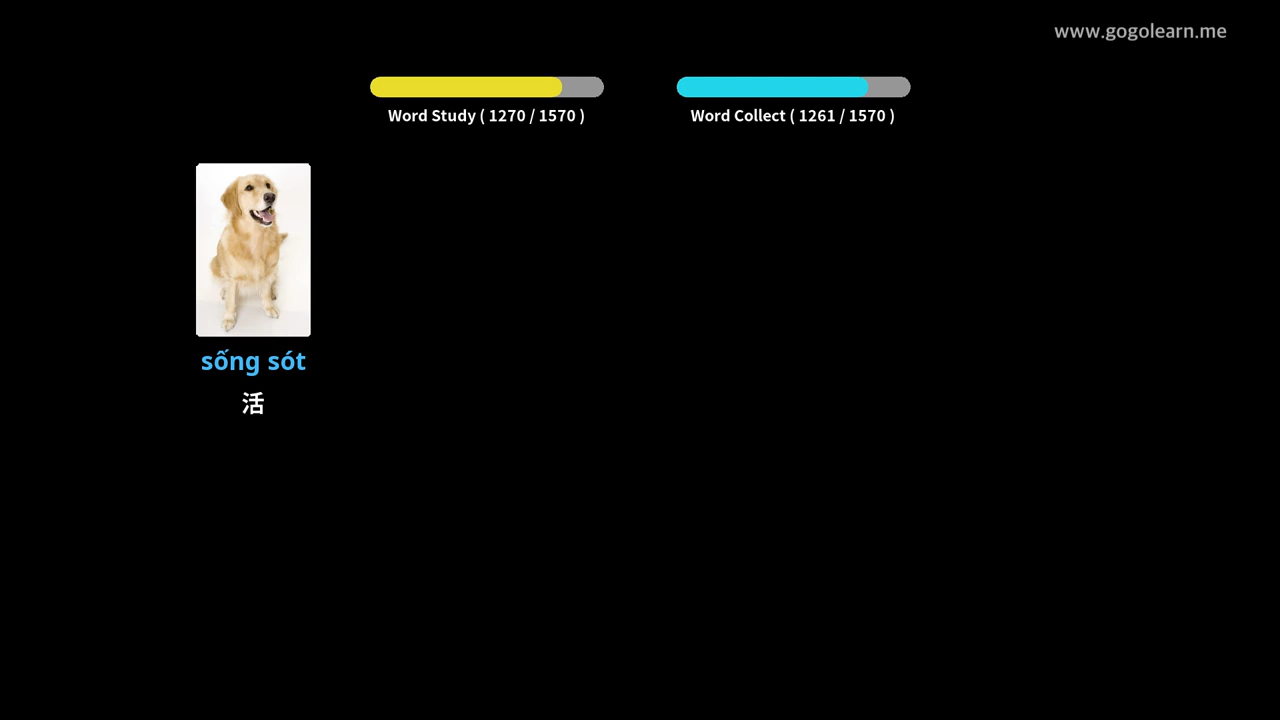 www.gogolearn.me
Word Study ( 1270 / 1570 )
Word Collect ( 1261 / 1570 )
sống sót
活